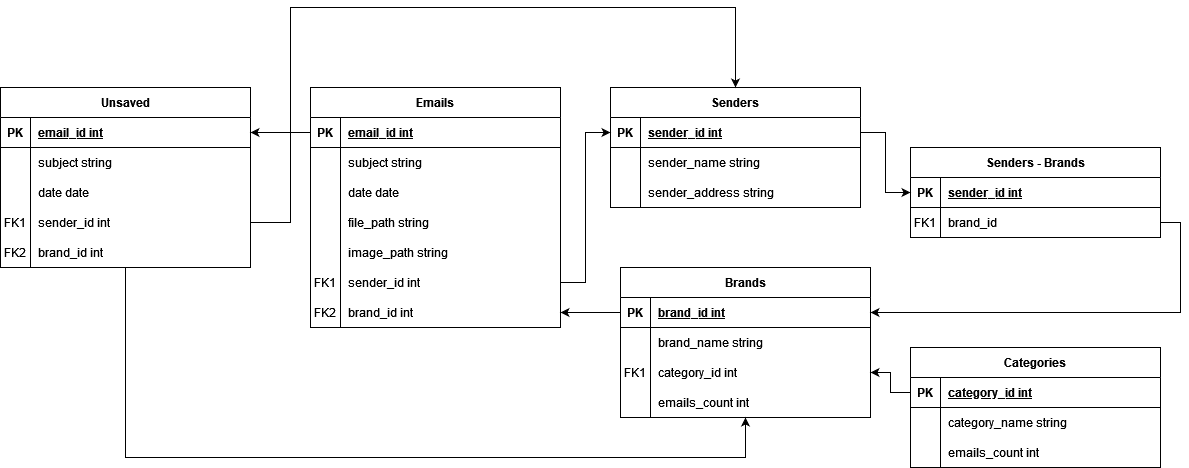 Unsaved
PK email_id int
subject string
date date
FK1 sender_id int
FK2 brand_id int
Emails
PK email_id int
subject string
date date
file_path string
image_path string
FK1 sender_id int
FK2 brand_id int
Senders
PK sender_id int
sender_name string
sender_address string
Senders - Brands
PK sender_id int
FK1 brand_id
Brands
PK brand_id int
brand_name string
FK1 category_id int
emails_count int
Categories
PK category_id int
category_name string
emails_count int